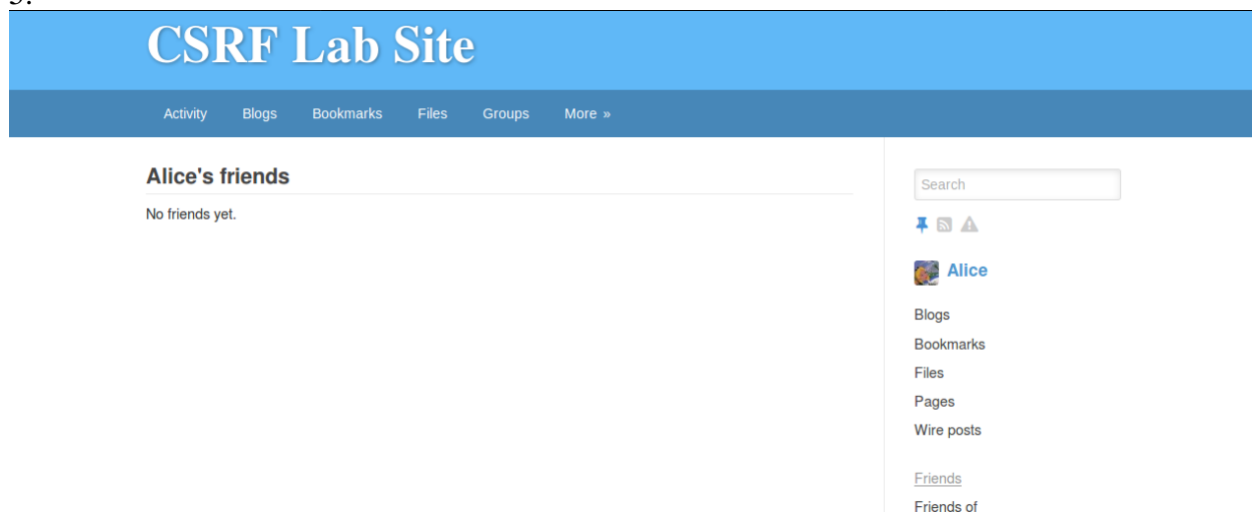 3.
CSRF Lab Site
Activity Blogs Bookmarks Files Groups More »
Alice's friends
No friends yet.
Search
Alice
Blogs
Bookmarks
Files
Pages
Wire posts
Friends
Friends of